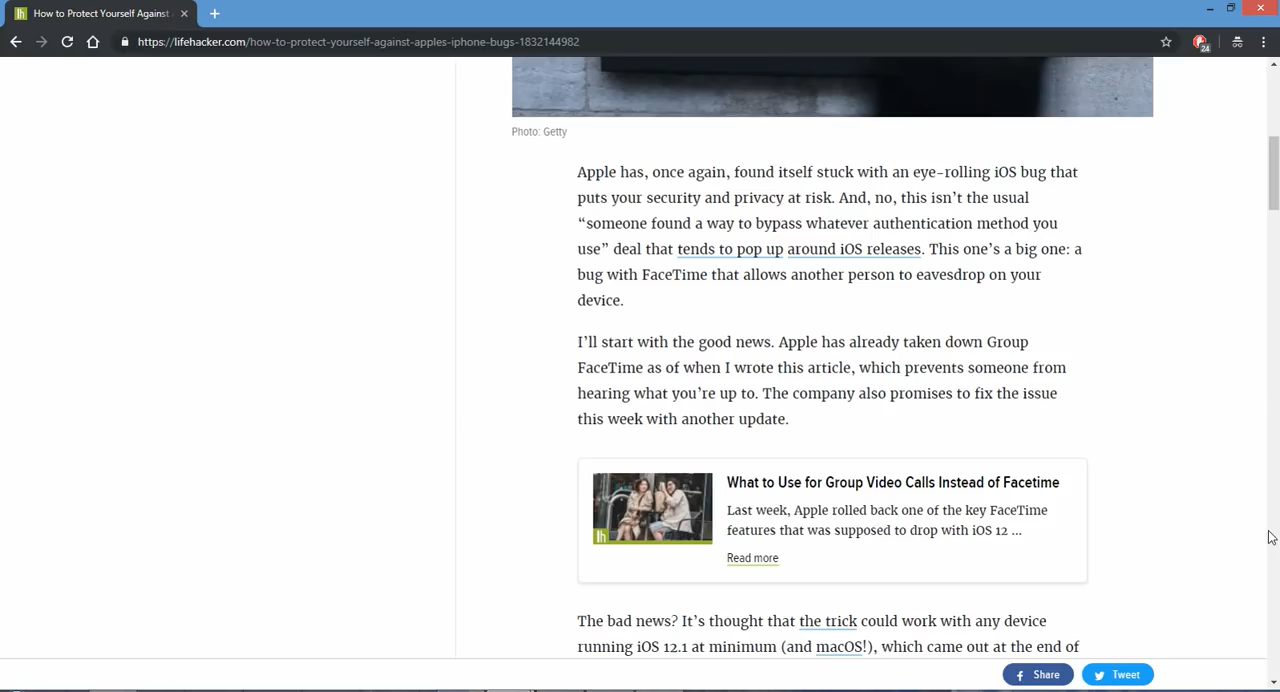 How to Protect Yourself Against
https://lifehacker.com/how-to-protect-yourself-against-apples-iphone-bugs-1832144982
24
Photo: Getty
Apple has, once again, found itself stuck with an eye-rolling iOS bug that
puts your security and privacy at risk. And, no, this isn’t the usual
“someone found a way to bypass whatever authentication method you
use” deal that tends to pop up around iOS releases. This one’s a big one: a
bug with FaceTime that allows another person to eavesdrop on your
device.
I’ll start with the good news. Apple has already taken down Group
FaceTime as of when I wrote this article, which prevents someone from
hearing what you’re up to. The company also promises to fix the issue
this week with another update.
What to Use for Group Video Calls Instead of Facetime
Last week, Apple rolled back one of the key FaceTime
features that was supposed to drop with iOS 12 ...
Read more
lh
The bad news? It’s thought that the trick could work with any device
running iOS 12.1 at minimum (and macOS!), which came out at the end of
Share
Tweet